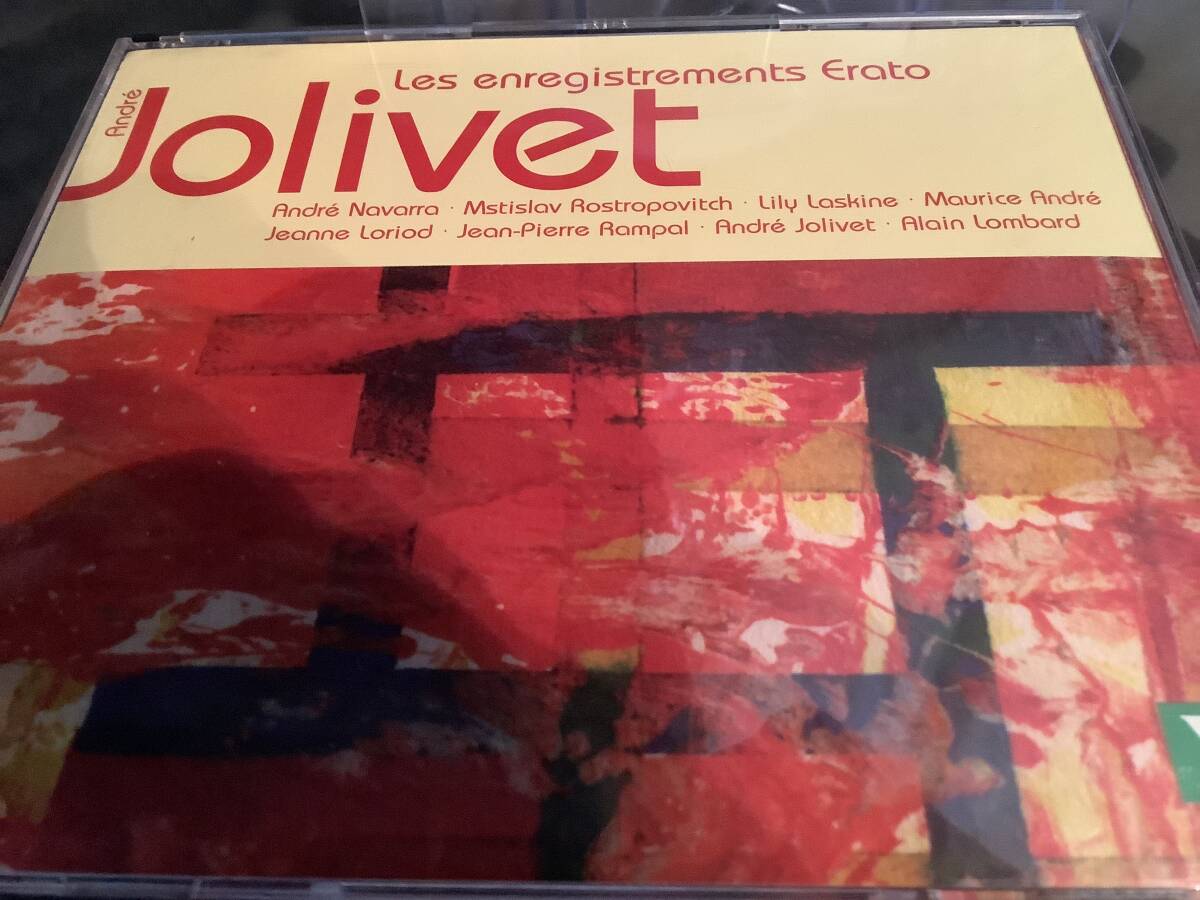 Les enregistrements Erato
André
Jolivet
André Navarra · Mstislav Rostropovitch · Lily Laskine · Maurice André
Jeanne Loriod · Jean-Pierre Rampal · André Jolivet · Alain Lombard